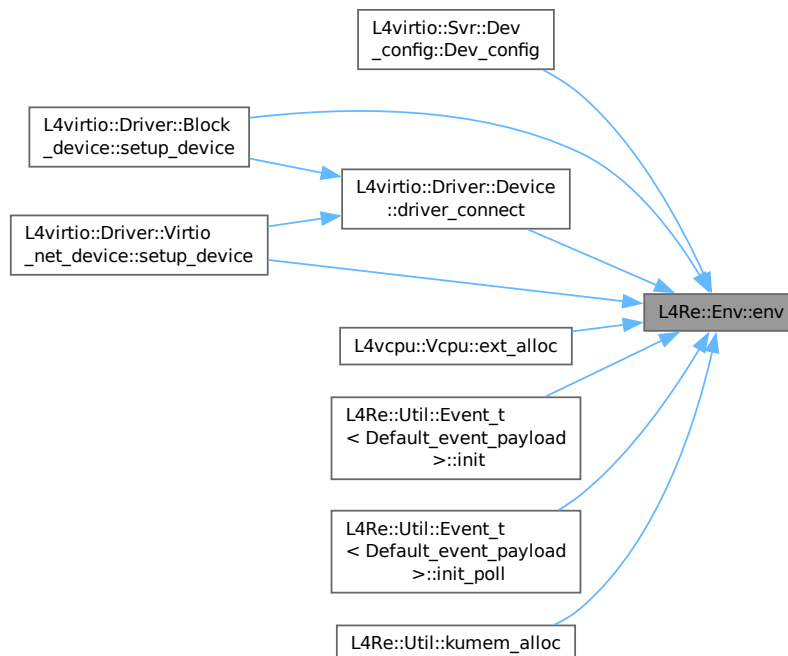 L4virtio::Svr::Dev
_config::Dev_config
L4virtio::Driver::Block
_device::setup_device
L4virtio::Driver::Device
::driver_connect
L4virtio::Driver::Virtio
_net_device::setup_device
L4Re::Env::env
L4vcpu::Vcpu::ext_alloc
L4Re::Util::Event_t
< Default_event_payload
>::init
L4Re::Util::Event_t
< Default_event_payload
>::init_poll
L4Re::Util::kumem_alloc